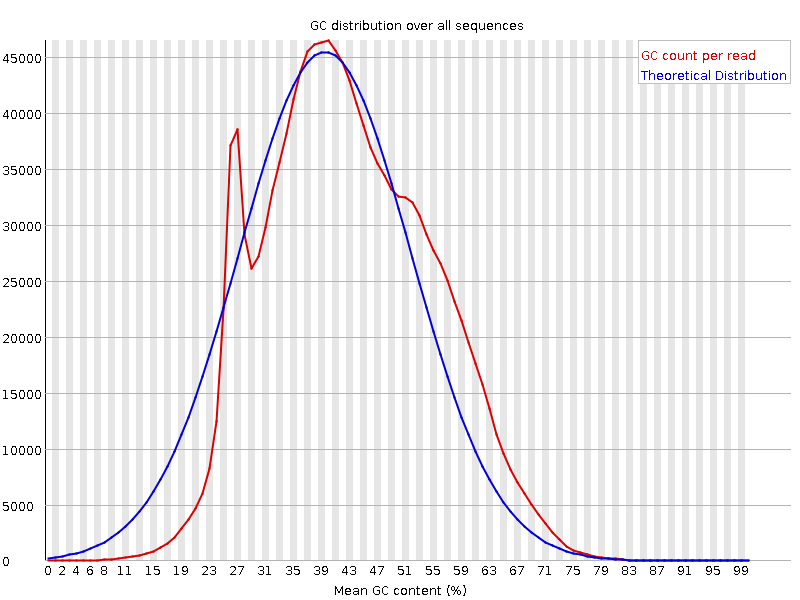 GC distribution over all sequences
GC count per read
Theoretical Distribution
45000
40000
35000
30000
25000
20000
15000
10000
5000
0
0 2 4 6 8 11 15 19 23 27 31 35 39 43 47 51 55 59 63 67 71 75 79 83 87 91 95 99
Mean GC content (%)